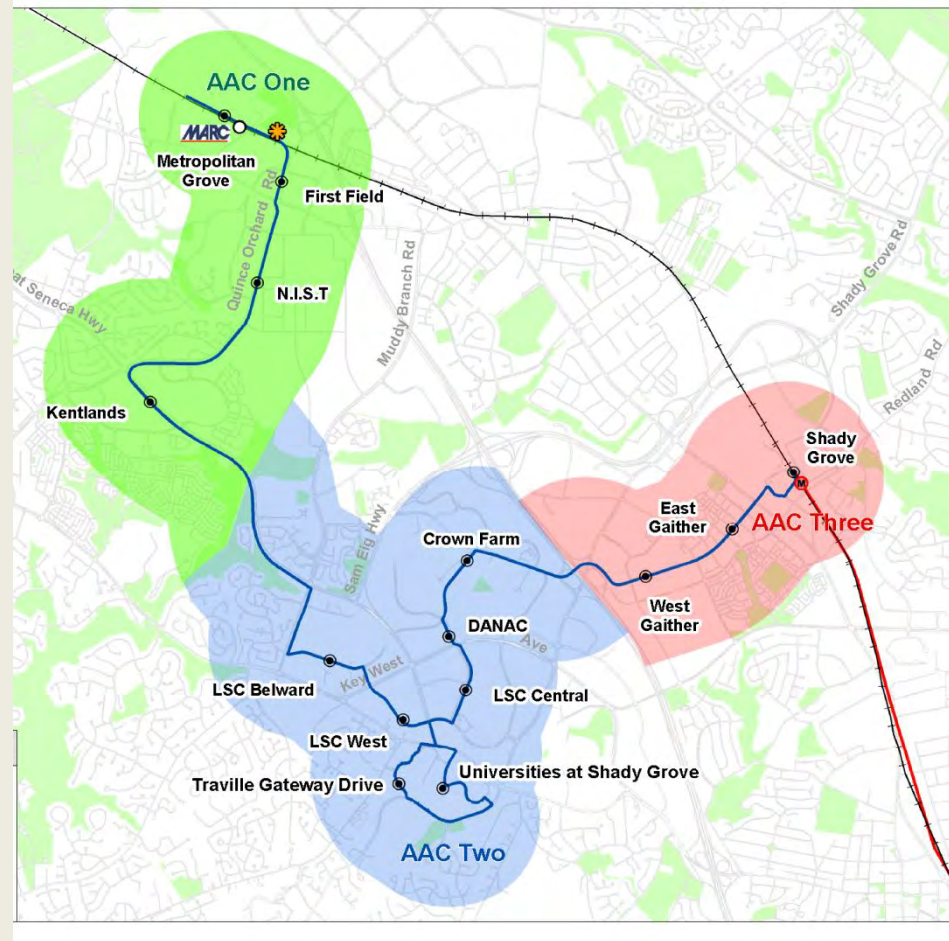 AAC One
MARC
Metropolitan
Grove
First Field
Quince Orchard Rd
N.I.S.T
Muddy Branch Rd
Shady Grove Rd
at Seneca Hwy
Redland Rd
Kentlands
Shady
Grove
M
East
Gaither
AAC Three
Sam Eig Hwy
Crown Farm
West
Gaither
DANAC
Ave
Key West
LSC Belward
LSC Central
LSC West
Universities at Shady Grove
Traville Gateway Drive
AAC Two